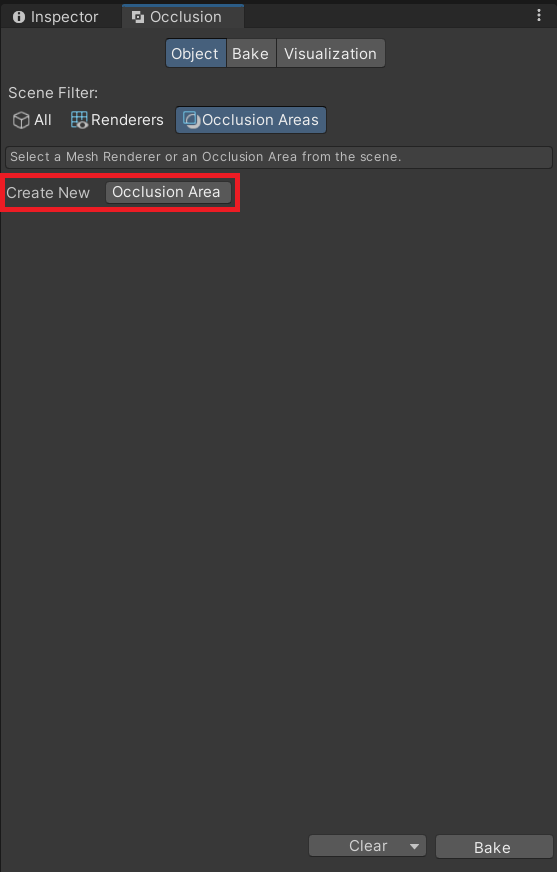 Inspector
Occlusion
Object
Bake
Visualization
Scene Filter:
All
Renderers
Occlusion Areas
Select a Mesh Renderer or an Occlusion Area from the scene.
Create New
Occlusion Area
Clear
Bake